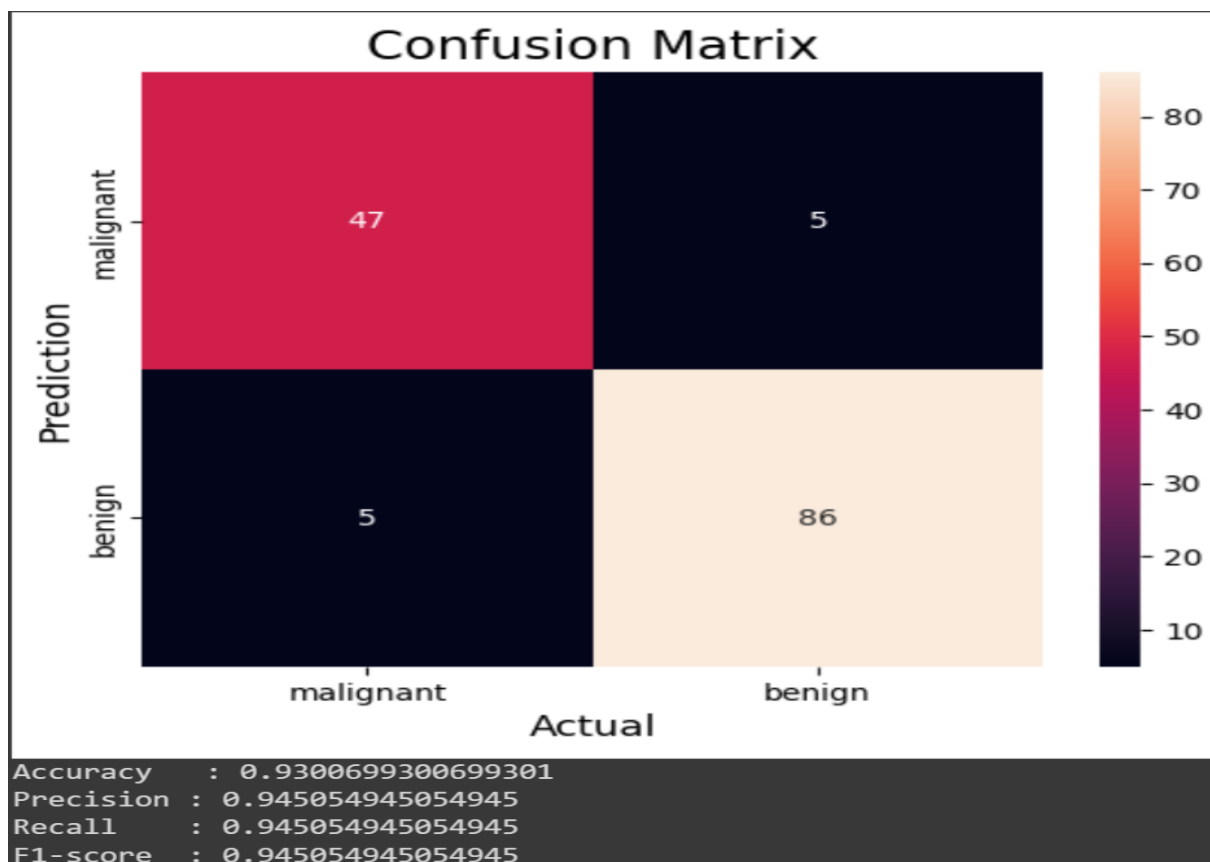 Confusion Matrix
80
70
malignant
47
5
60
50
Prediction
40
30
benign
5
86
20
10
malignant
benign
Actual
Accuracy   : 0.9300699300699301
Precision : 0.945054945054945
Recall    : 0.945054945054945
F1-score  : 0.945054945054945